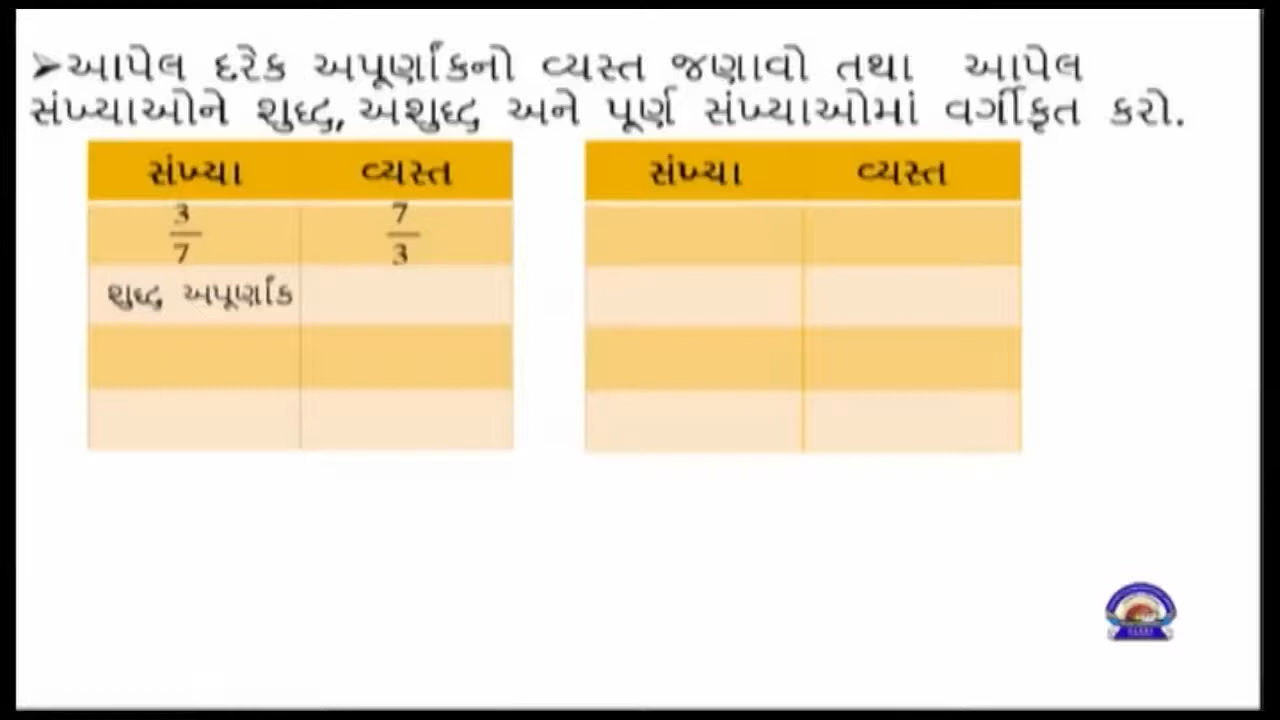 ➢આપેલ દરેક અપૂર્ણાંકનો વ્યસ્ત જણાવો તથા આપેલ
સંખ્યાઓને શુદ્ધ, અશુદ્ધ અને પૂર્ણ સંખ્યાઓમાં વર્ગીકૃત કરો.
સંખ્યા વ્યસ્ત
3/7 7/3
શુદ્ધ અપૂર્ણાંક
સંખ્યા વ્યસ્ત